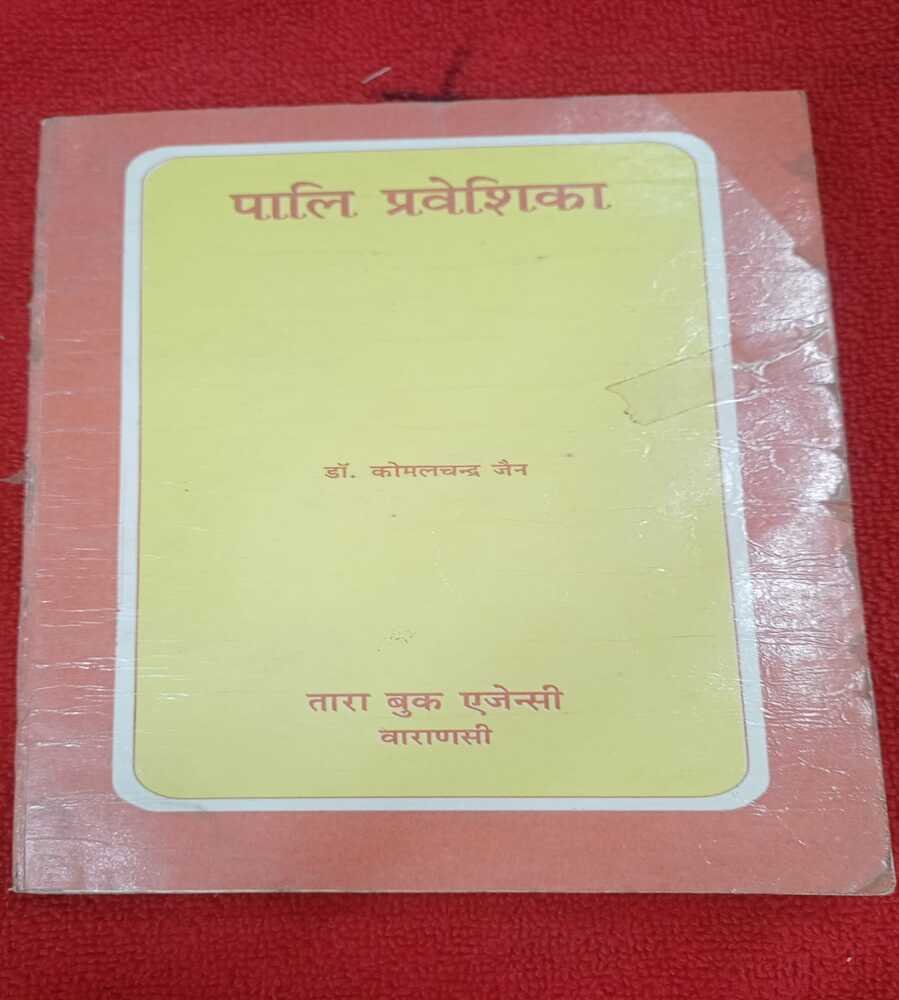 पालि प्रवेशिका
डॉ. कोमलचन्द्र जैन
तारा बुक एजेन्सी
वाराणसी